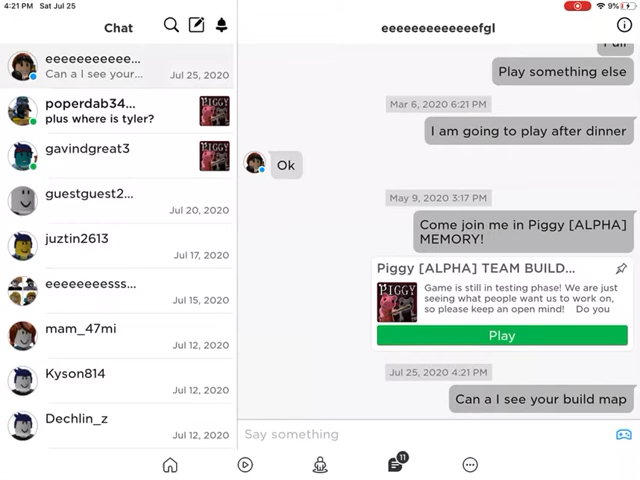 4:21 PM Sat Jul 25
9%
Chat
eeeeeeeeeeeeefgl
eeeeeeeeeee...
Can a I see your...
Jul 25, 2020
poperdab34...
plus where is tyler?
PIGGY
gavindgreat3
PIGGY
guestguest2...
Jul 20, 2020
juztin2613
Jul 17, 2020
eeeeeeesss...
Jul 15, 2020
mam_47mi
Jul 12, 2020
Kyson814
Jul 12, 2020
Dechlin_z
Jul 12, 2020
Full
Play something else
Mar 6, 2020 6:21 PM
I am going to play after dinner
Ok
May 9, 2020 3:17 PM
Come join me in Piggy [ALPHA]
MEMORY!
Piggy [ALPHA] TEAM BUILD...
PIGGY
Game is still in testing phase! We are just
seeing what people want us to work on,
so please keep an open mind! Do you
Play
Jul 25, 2020 4:21 PM
Can a I see your build map
Say something
11